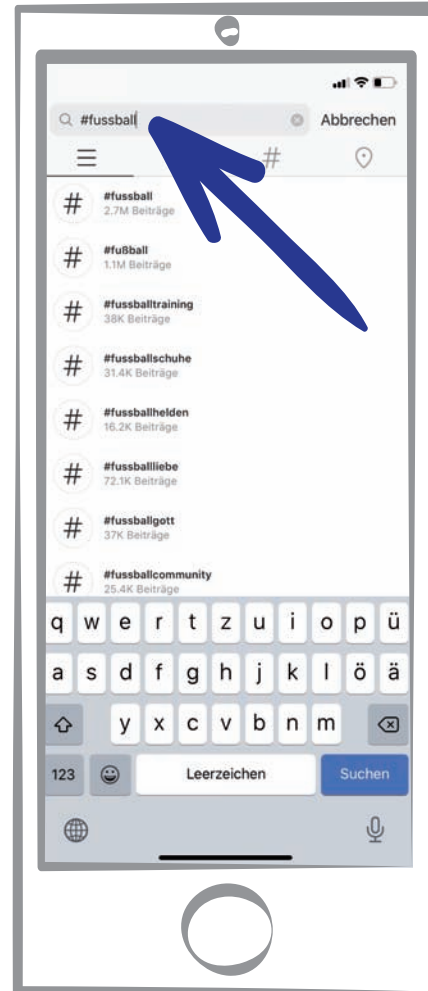 #fussball
Abbrechen
#
#
#fussball
2.7M Beiträge
#
#fußball
1.1M Beiträge
#
#fussballtraining
38K Beiträge
#
#fussballschuhe
31.4K Beiträge
#
#fussballhelden
16.2K Beiträge
#
#fussballliebe
72.1K Beiträge
#
#fussballgott
37K Beiträge
#
#fussballcommunity
25.4K Beiträge
q w e r t z u i o p ü
a s d f g h j k l ö ä
y x c v b n m
123 Leerzeichen Suchen